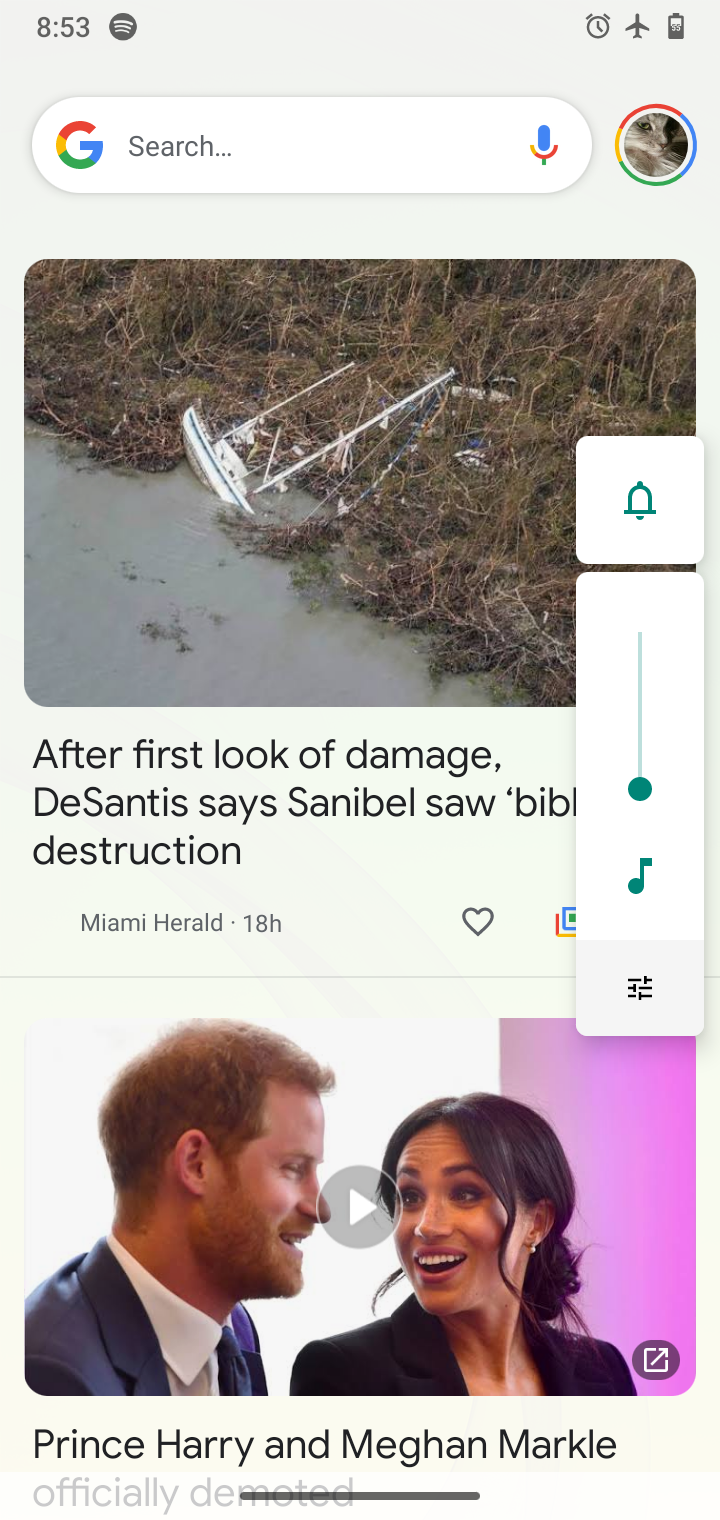 8:53
55
Search...
After first look of damage,
DeSantis says Sanibel saw ‘bibl
destruction
Miami Herald · 18h
Prince Harry and Meghan Markle
officially demoted